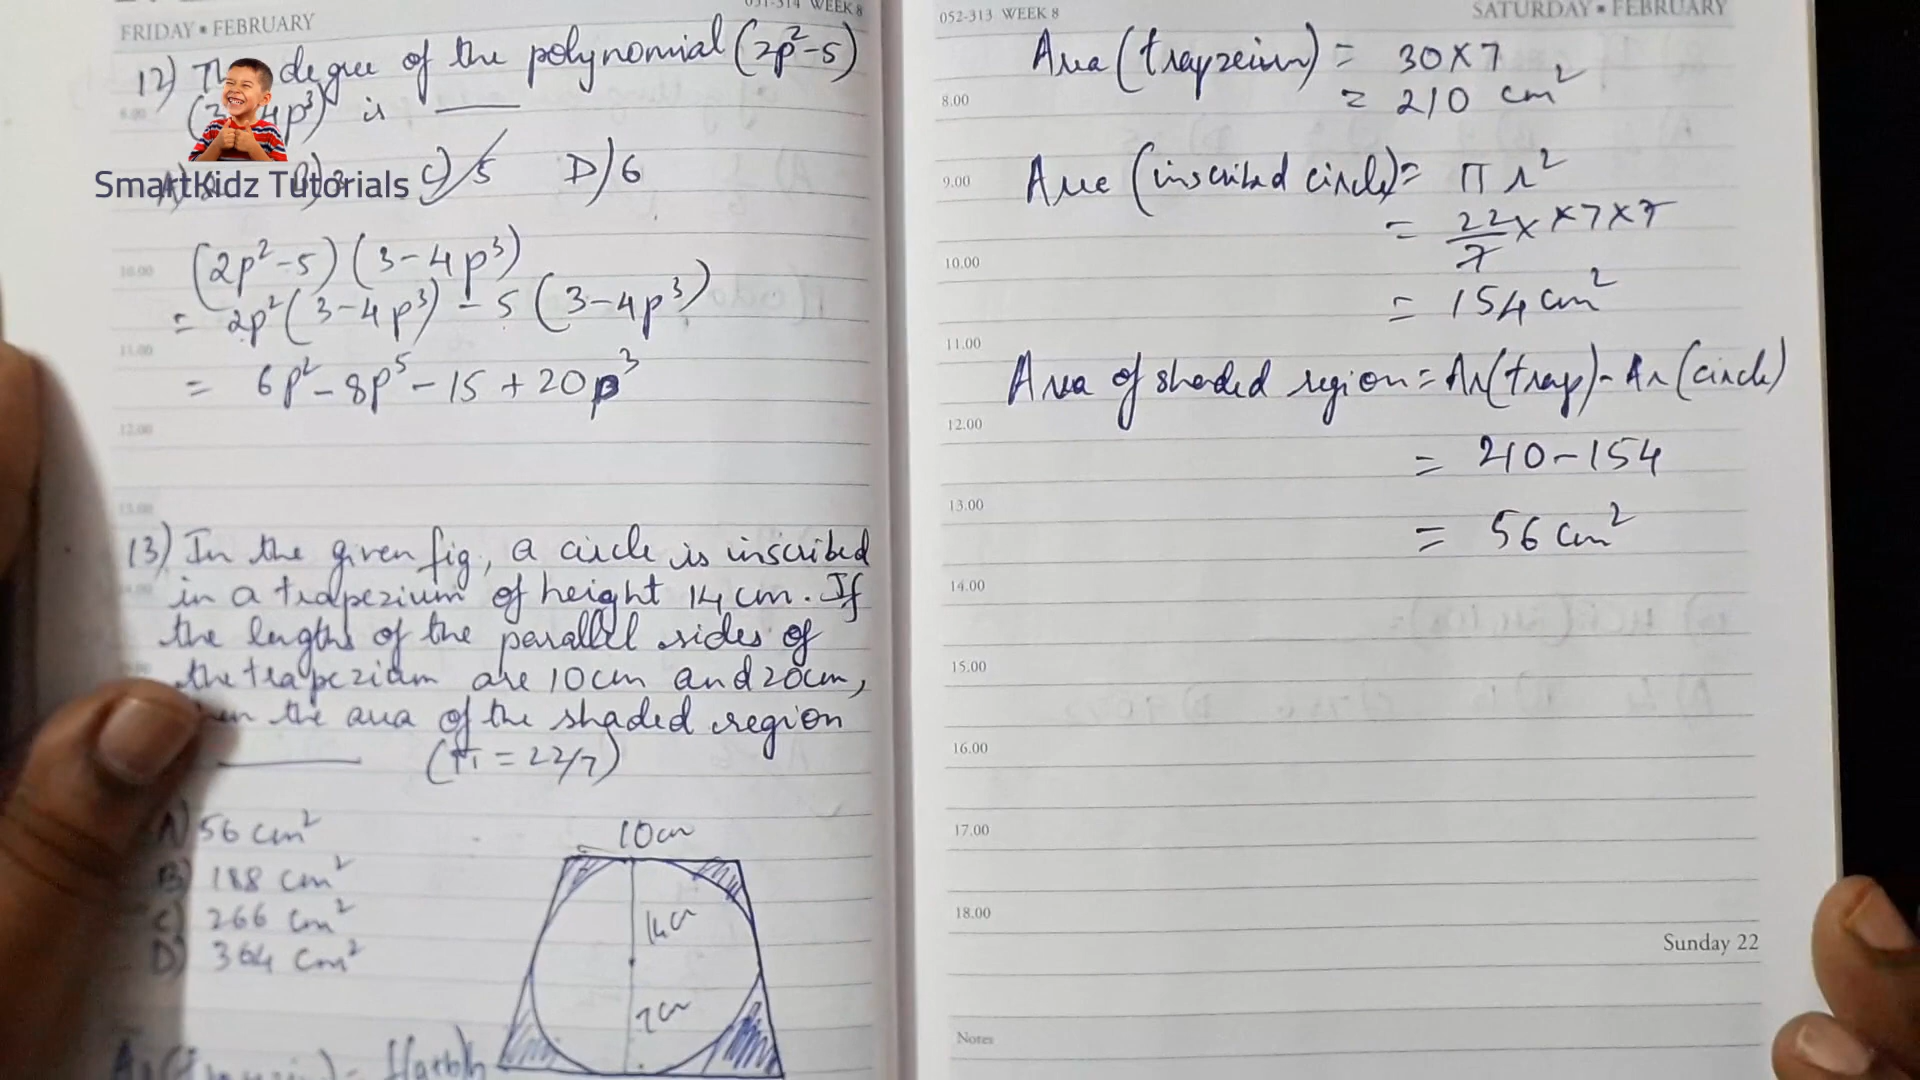 FRIDAY • FEBRUARY
051-314 WEEK 8
12) The degree of the polynomial (2p²-5)
(3-4p³) is ____
SmartKidz Tutorials
C) 5 D) 6
(2p²-5) (3-4p³)
= 2p²(3-4p³) - 5 (3-4p³)
= 6p² - 8p⁵ - 15 + 20p³
13) In the given fig, a circle is inscribed
in a trapezium of height 14 cm. If
the lengths of the parallel sides of
the trapezium are 10cm and 20cm,
then the area of the shaded region
____ (π = 22/7)
A) 56 cm²
B) 188 cm²
C) 266 cm²
D) 364 cm²
10cm
14cm
7cm
052-313 WEEK 8
SATURDAY • FEBRUARY
Area (trapzeium) = 30×7
8.00
= 210 cm²
9.00
Area (inscribed circle) = πr²
= 22/7 × ×7×7
10.00
= 154 cm²
11.00
Area of shaded region = Ar(trap) - Ar(circle)
12.00
= 210-154
13.00
= 56 cm²
14.00
15.00
16.00
17.00
18.00
Sunday 22
Notes